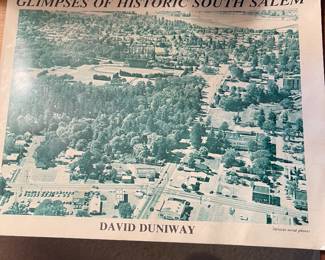 GLIMPSES OF HISTORIC SOUTH SALEM
DAVID DUNIWAY